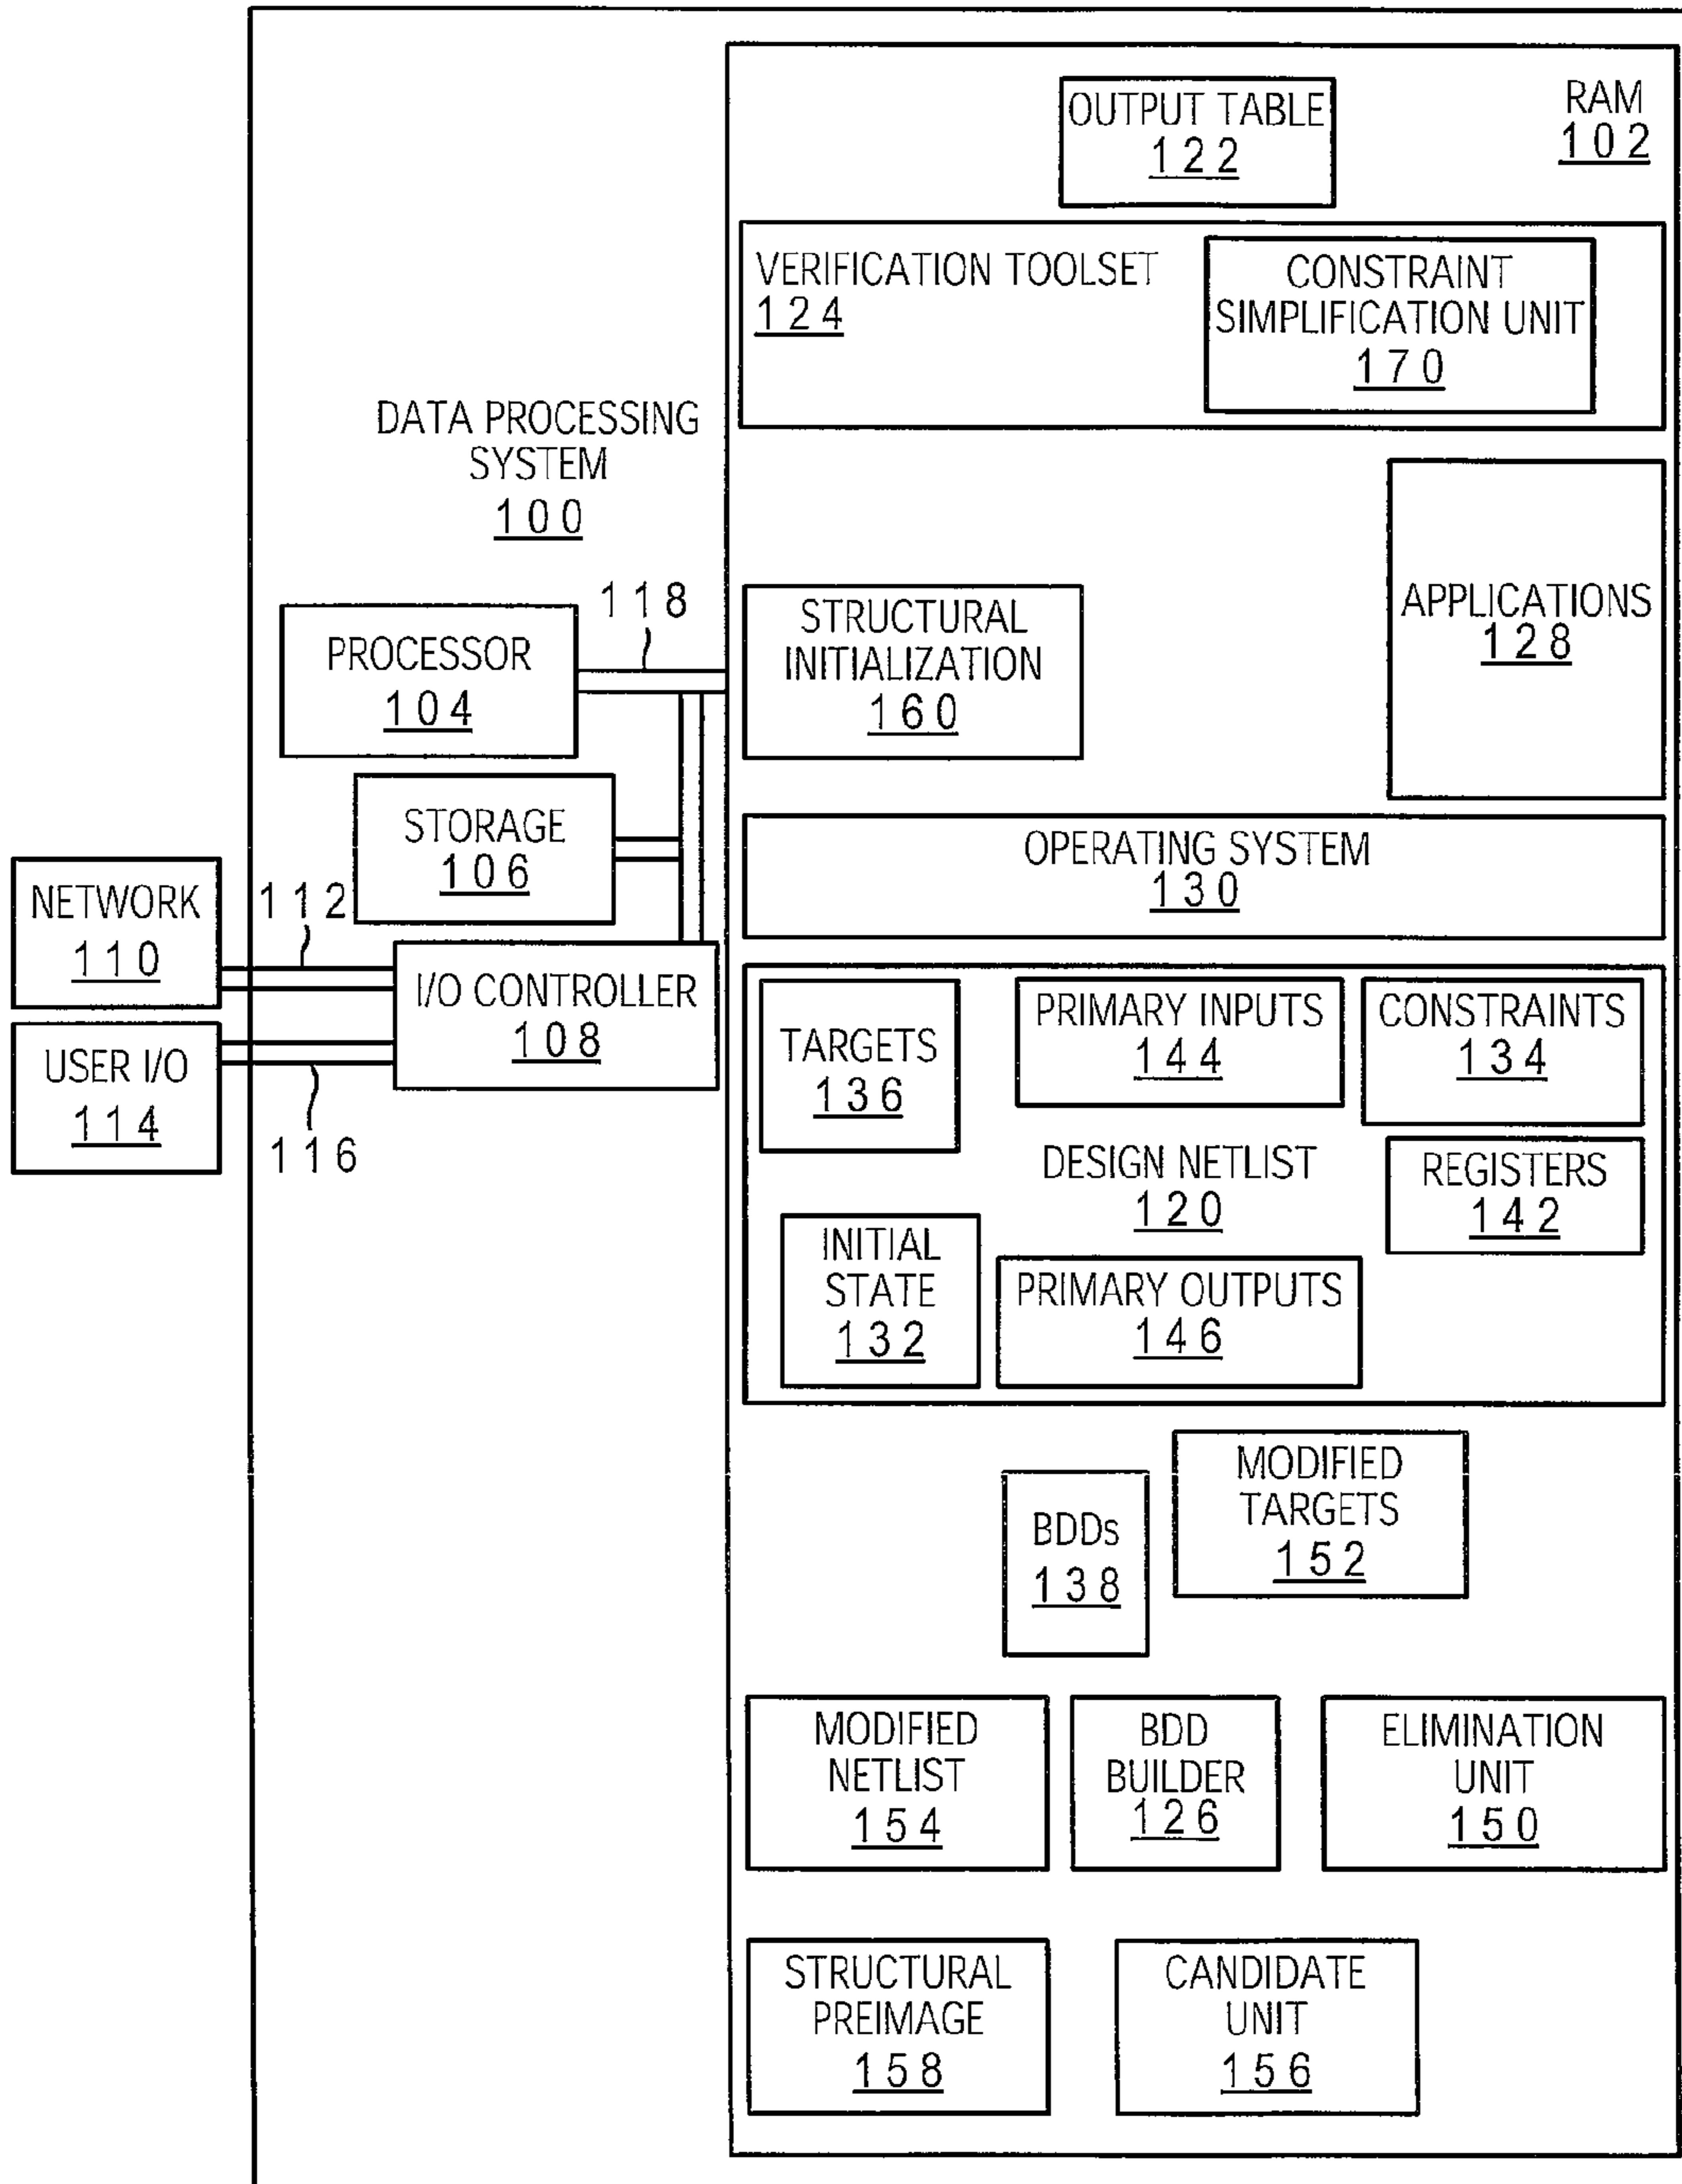 OUTPUT TABLE
122
RAM
102
VERIFICATION TOOLSET
124
CONSTRAINT
SIMPLIFICATION UNIT
170
DATA PROCESSING
SYSTEM
100
APPLICATIONS
128
118
PROCESSOR
104
STRUCTURAL
INITIALIZATION
160
STORAGE
106
OPERATING SYSTEM
130
NETWORK
110
112
I/O CONTROLLER
108
USER I/O
114
116
TARGETS
136
PRIMARY INPUTS
144
CONSTRAINTS
134
DESIGN NETLIST
120
REGISTERS
142
INITIAL
STATE
132
PRIMARY OUTPUTS
146
BDDs
138
MODIFIED
TARGETS
152
MODIFIED
NETLIST
154
BDD
BUILDER
126
ELIMINATION
UNIT
150
STRUCTURAL
PREIMAGE
158
CANDIDATE
UNIT
156